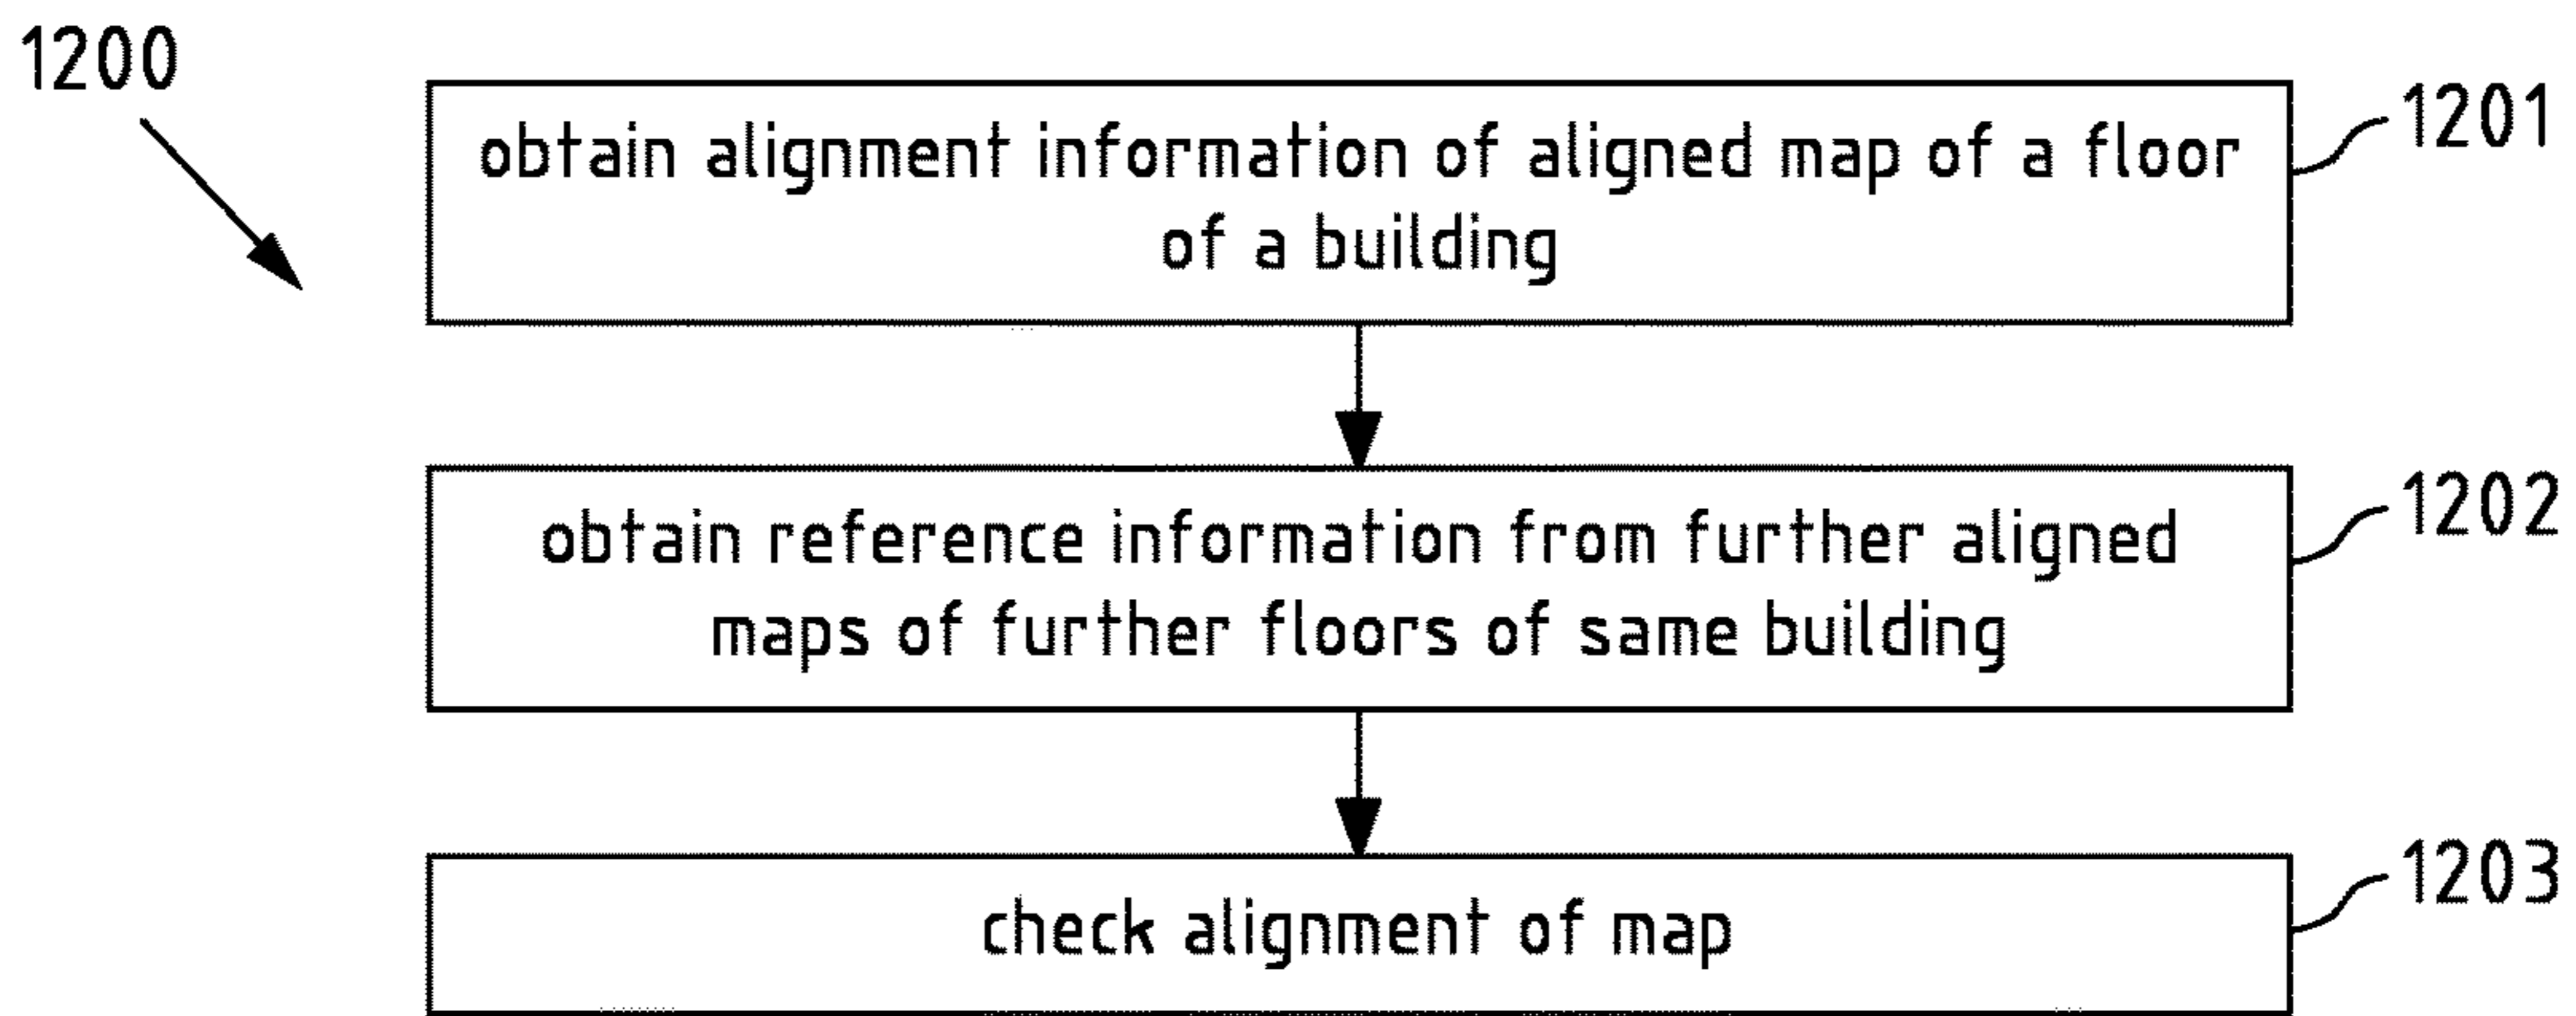 1200
obtain alignment information of aligned map of a floor
of a building
1201
obtain reference information from further aligned
maps of further floors of same building
1202
check alignment of map
1203